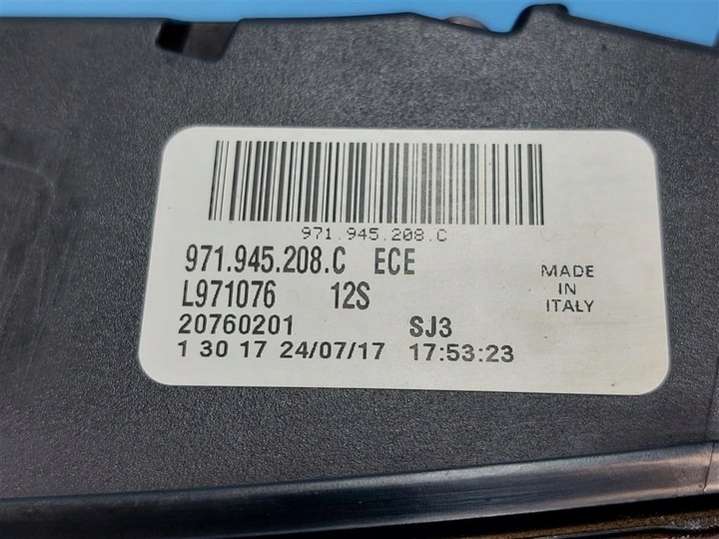 971.945.208.C
971.945.208.C ECE
L971076 12S
20760201 SJ3
1 30 17 24/07/17 17:53:23
MADE
IN
ITALY